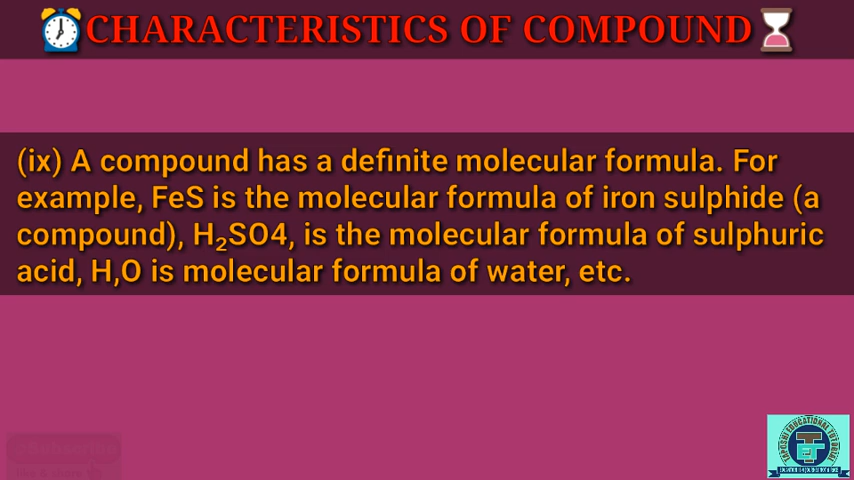 CHARACTERISTICS OF COMPOUND
(ix) A compound has a definite molecular formula. For
example, FeS is the molecular formula of iron sulphide (a
compound), H₂SO4, is the molecular formula of sulphuric
acid, H,O is molecular formula of water, etc.